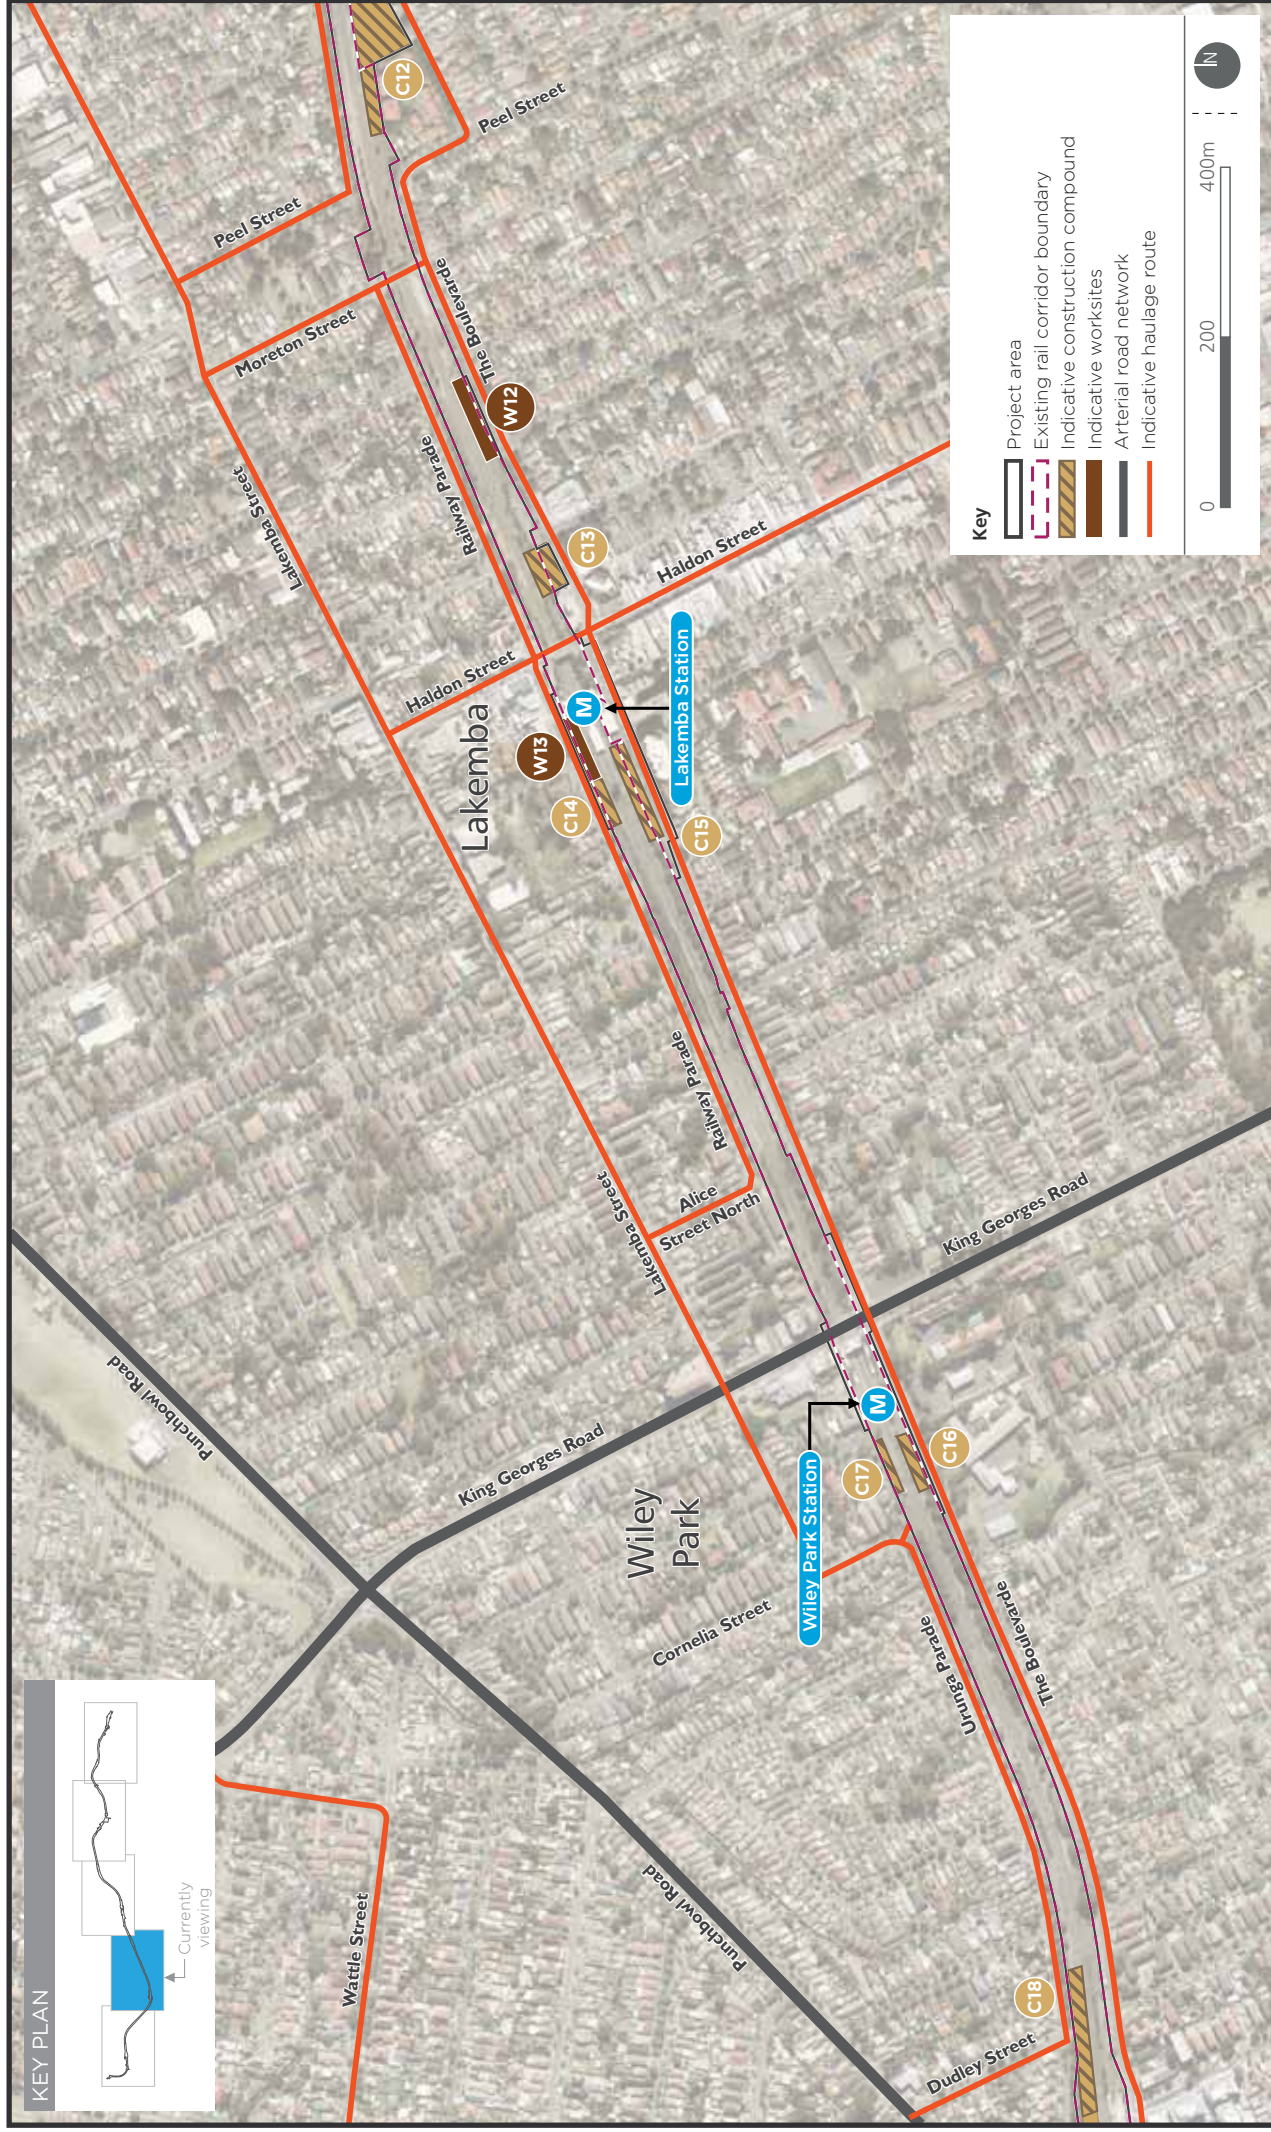 KEY PLAN
Currently
viewing
Wattle Street
Punchbowl Road
Dudley Street
C18
Punchbowl Road
King Georges Road
Wiley
Park
Cornelia Street
Wiley Park Station
M
C17
C16
Urunga Parade
The Boulevarde
King Georges Road
Lakemba Street
Alice
Street North
Railway Parade
Lakemba
Lakemba Street
Haldon Street
W13
C14
M
C15
Lakemba Station
C13
Haldon Street
Railway Parade
W12
The Boulevarde
Moreton Street
Peel Street
Peel Street
C12
Key
Project area
Existing rail corridor boundary
Indicative construction compound
Indicative worksites
Arterial road network
Indicative haulage route
0 200 400m
N